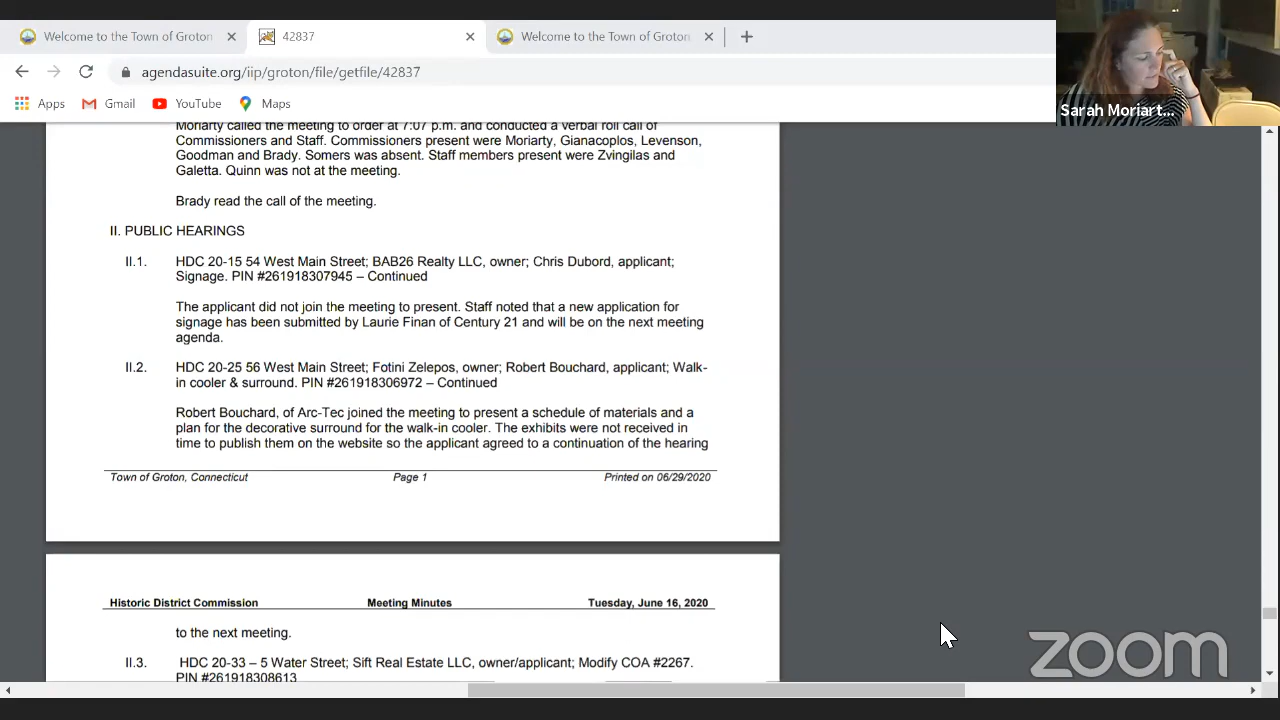 Welcome to the Town of Groton
42837
Welcome to the Town of Groton
agendasuite.org/iip/groton/file/getfile/42837
Apps Gmail YouTube Maps
Sarah Moriart...
Moriarty called the meeting to order at 7:07 p.m. and conducted a verbal roll call of
Commissioners and Staff. Commissioners present were Moriarty, Gianacoplos, Levenson,
Goodman and Brady. Somers was absent. Staff members present were Zvingilas and
Galetta. Quinn was not at the meeting.
Brady read the call of the meeting.
II. PUBLIC HEARINGS
II.1. HDC 20-15 54 West Main Street; BAB26 Realty LLC, owner; Chris Dubord, applicant;
Signage. PIN #261918307945 – Continued
The applicant did not join the meeting to present. Staff noted that a new application for
signage has been submitted by Laurie Finan of Century 21 and will be on the next meeting
agenda.
II.2. HDC 20-25 56 West Main Street; Fotini Zelepos, owner; Robert Bouchard, applicant; Walk-
in cooler & surround. PIN #261918306972 – Continued
Robert Bouchard, of Arc-Tec joined the meeting to present a schedule of materials and a
plan for the decorative surround for the walk-in cooler. The exhibits were not received in
time to publish them on the website so the applicant agreed to a continuation of the hearing
Town of Groton, Connecticut Page 1 Printed on 06/29/2020
Historic District Commission Meeting Minutes Tuesday, June 16, 2020
to the next meeting.
II.3. HDC 20-33 – 5 Water Street; Sift Real Estate LLC, owner/applicant; Modify COA #2267.
PIN #261918308613
zoom